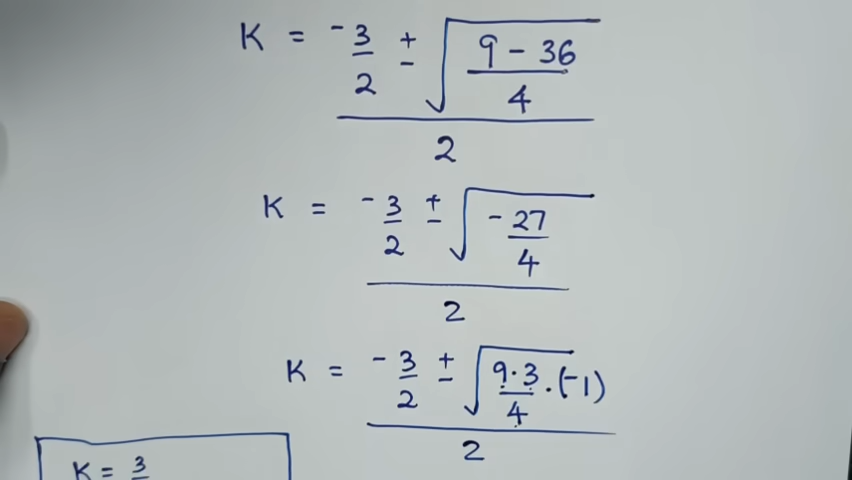 K = (-3/2 ± √((9 - 36)/4))/2
K = (-3/2 ± √(-27/4))/2
K = (-3/2 ± √(9·3/4 · (-1)))/2
K = 3